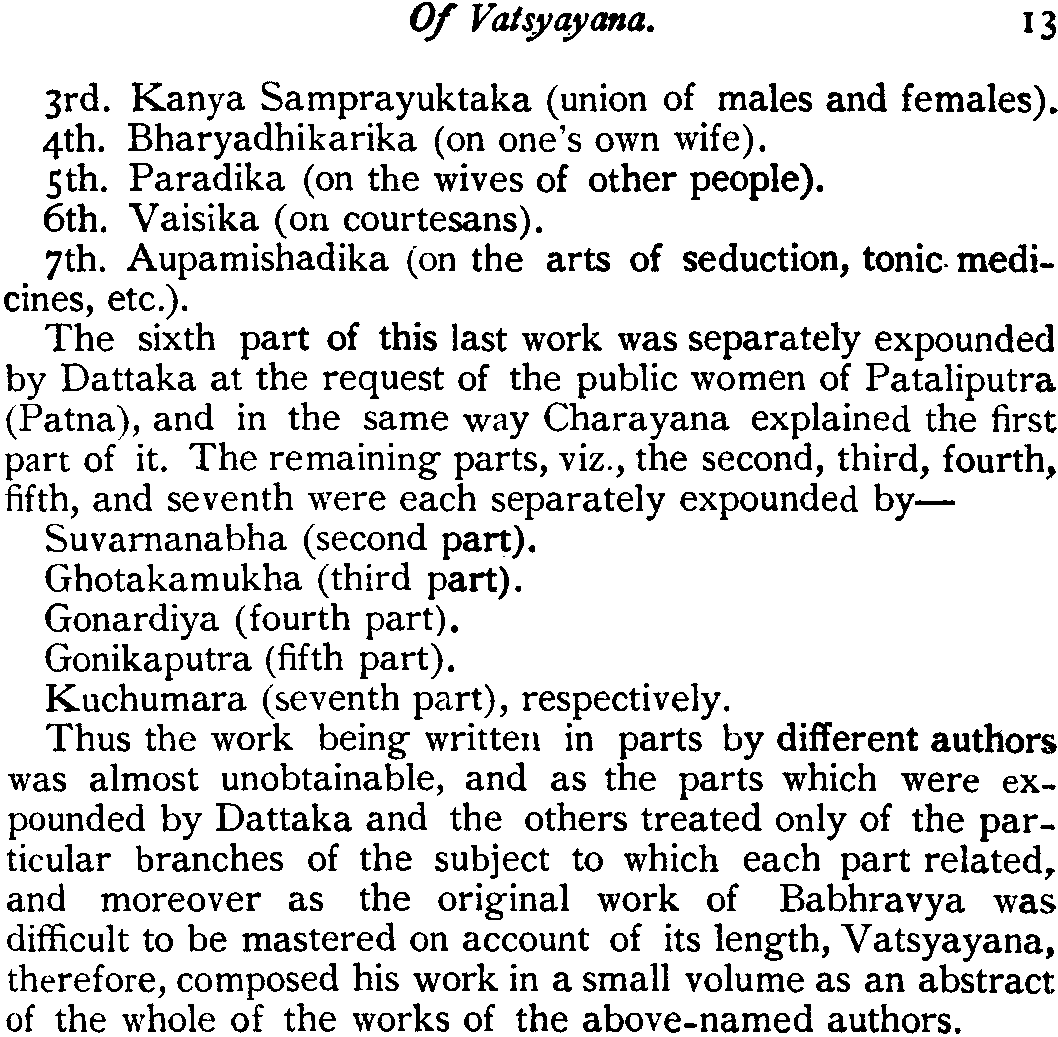 Of Vatsyayana. 13
3rd. Kanya Samprayuktaka (union of males and females).
4th. Bharyadhikarika (on one's own wife).
5th. Paradika (on the wives of other people).
6th. Vaisika (on courtesans).
7th. Aupamishadika (on the arts of seduction, tonic medi-
cines, etc.).
The sixth part of this last work was separately expounded
by Dattaka at the request of the public women of Pataliputra
(Patna), and in the same way Charayana explained the first
part of it. The remaining parts, viz., the second, third, fourth,
fifth, and seventh were each separately expounded by—
Suvarnanabha (second part).
Ghotakamukha (third part).
Gonardiya (fourth part).
Gonikaputra (fifth part).
Kuchumara (seventh part), respectively.
Thus the work being written in parts by different authors
was almost unobtainable, and as the parts which were ex-
pounded by Dattaka and the others treated only of the par-
ticular branches of the subject to which each part related,
and moreover as the original work of Babhravya was
difficult to be mastered on account of its length, Vatsyayana,
therefore, composed his work in a small volume as an abstract
of the whole of the works of the above-named authors.